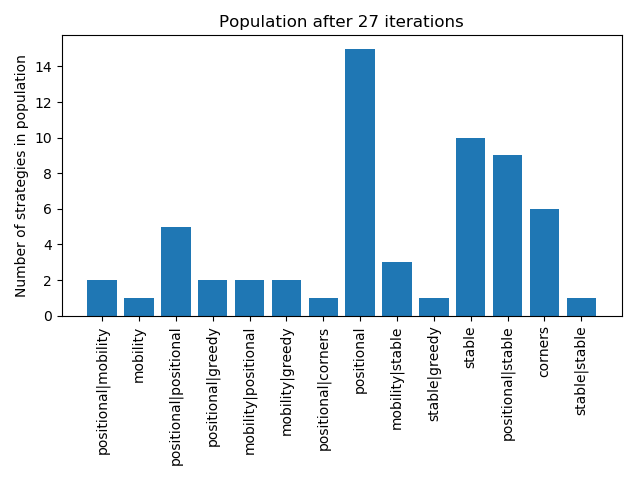 Population after 27 iterations
Number of strategies in population
14
12
10
8
6
4
2
0
positional|mobility
mobility
positional|positional
positional|greedy
mobility|positional
mobility|greedy
positional|corners
positional
mobility|stable
stable|greedy
stable
positional|stable
corners
stable|stable